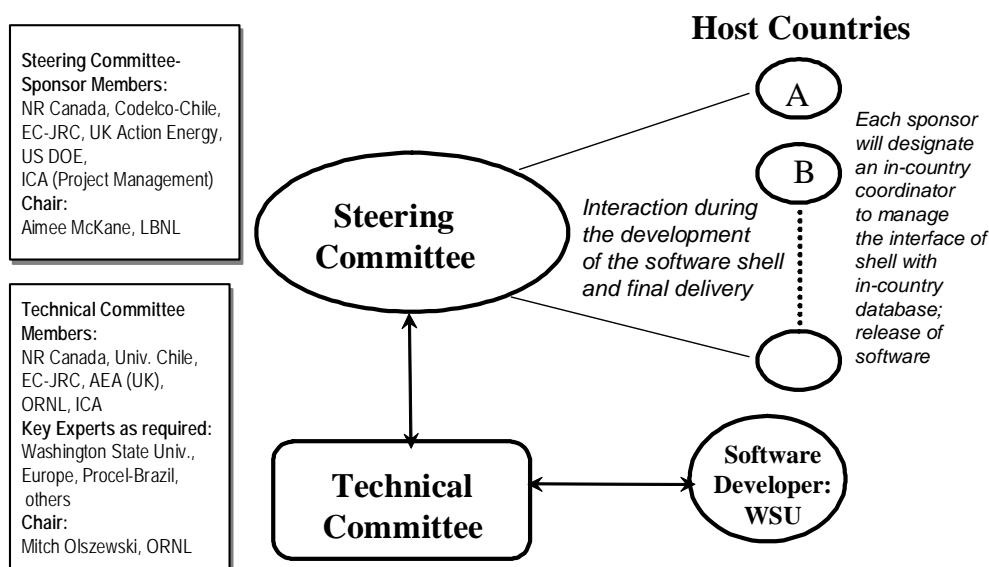 Steering Committee-
Sponsor Members:
NR Canada, Codelco-Chile,
EC-JRC, UK Action Energy,
US DOE,
ICA (Project Management)
Chair:
Aimee McKane, LBNL
Technical Committee
Members:
NR Canada, Univ. Chile,
EC-JRC, AEA (UK),
ORNL, ICA
Key Experts as required:
Washington State Univ.,
Europe, Procel-Brazil,
others
Chair:
Mitch Olszewski, ORNL
Steering
Committee
Technical
Committee
Interaction during
the development
of the software shell
and final delivery
Host Countries
A
B
Each sponsor
will designate
an in-country
coordinator
to manage
the interface of
shell with
in-country
database;
release of
software
Software
Developer:
WSU